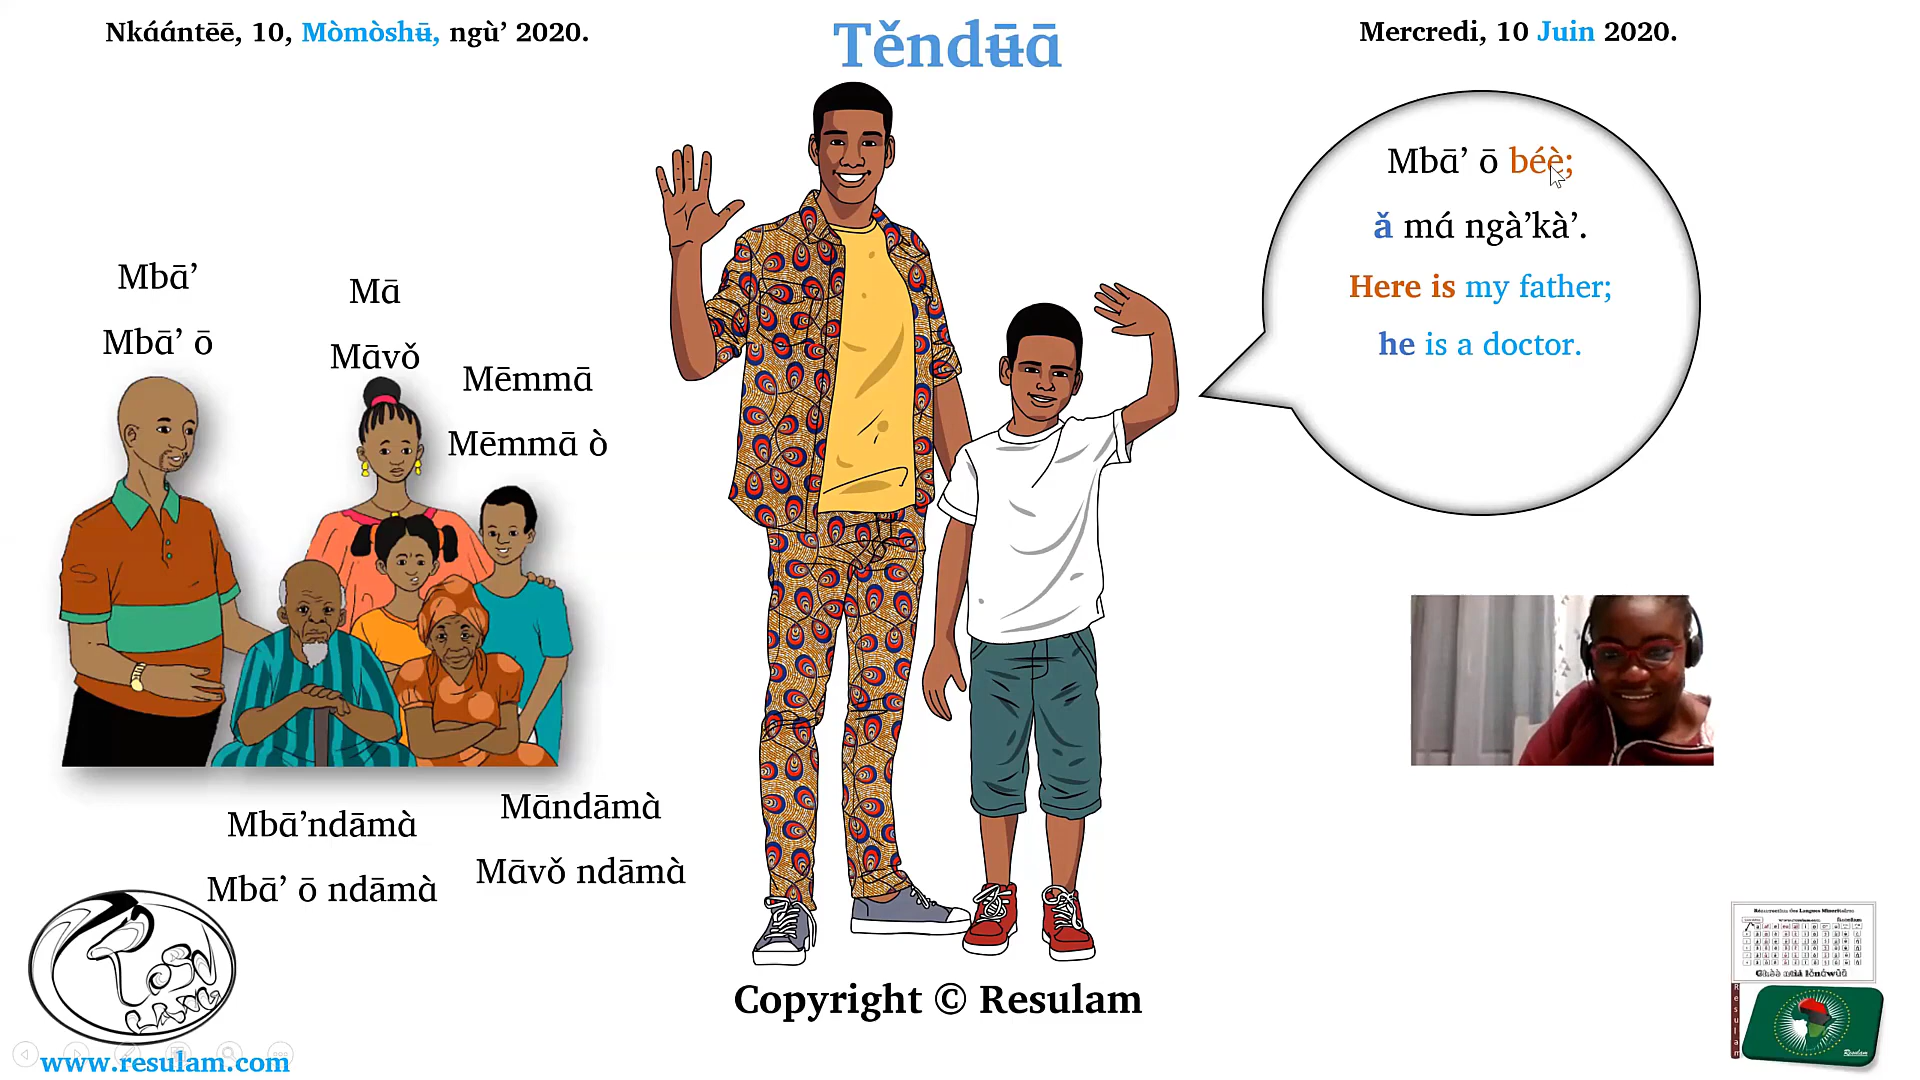 Nkáántēē, 10, Mòmòshʉ̄, ngù’ 2020.
Těndʉ̄ā
Mercredi, 10 Juin 2020.
Mbā’ ō béè;
ǎ má ngà’kà’.
Here is my father;
he is a doctor.
Mbā’
Mbā’ ō
Mā
Māvǒ
Mēmmā
Mēmmā ò
Mbā’ndāmà
Mbā’ ō ndāmà
Māndāmà
Māvǒ ndāmà
Copyright © Resulam
www.resulam.com
Resulam